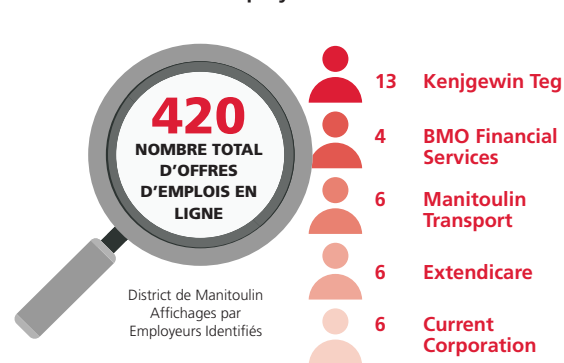 420
NOMBRE TOTAL
D'OFFRES
D'EMPLOIS EN
LIGNE
District de Manitoulin
Affichages par
Employeurs Identifiés
13 Kenjgewin Teg
4 BMO Financial
Services
6 Manitoulin
Transport
6 Extendicare
6 Current
Corporation